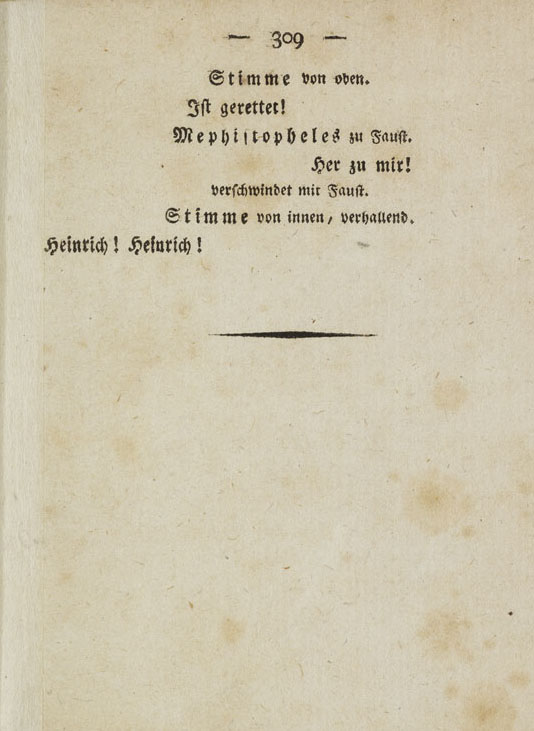 — 309 —
Stimme von oben.
Ist gerettet!
Mephistopheles zu Faust.
Her zu mir!
verschwindet mit Faust.
Stimme von innen, verhallend.
Heinrich! Heinrich!